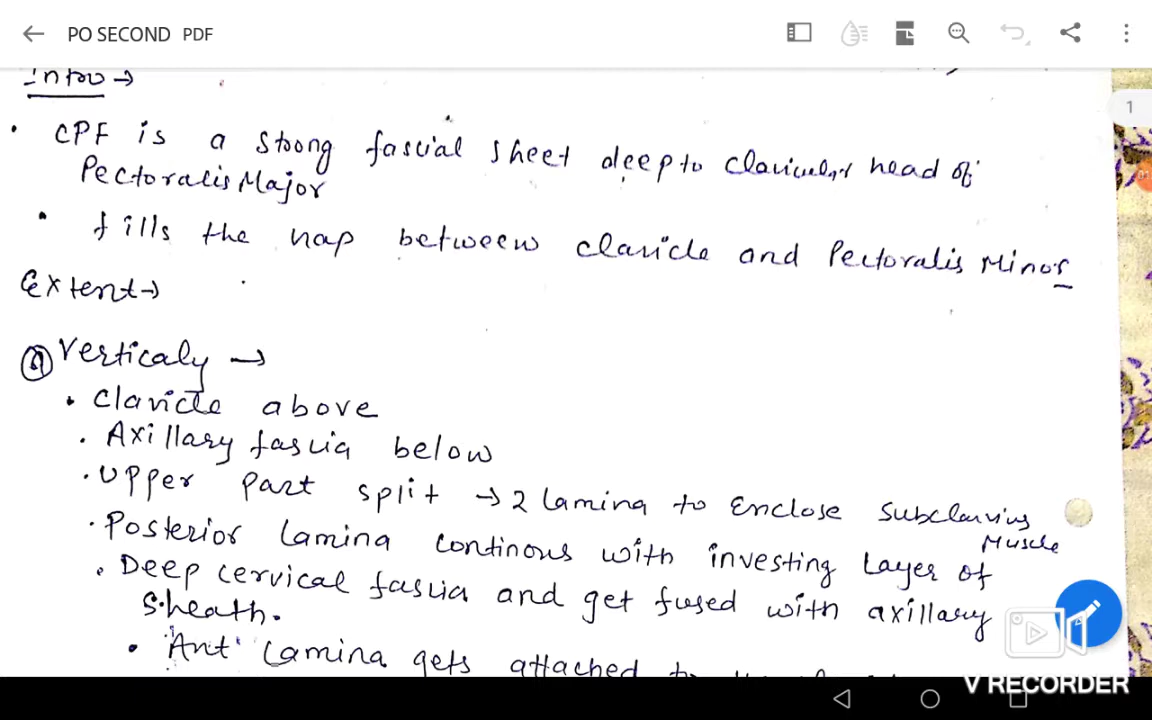 PO SECOND PDF
Intro →
1
• CPF is a strong fascial sheet deep to clavicular head of
Pectoralis Major
• fills the nap between clavicle and Pectoralis Minor
Extent →
(a) Verticaly →
• Clavicle above
• Axillary fascia below
• Upper part split → 2 lamina to Enclose subclavius
Muscle
• Posterior lamina continous with investing Layer of
• Deep cervical fascia and get fused with axillary
Sheath.
• Ant lamina gets attached to
V RECORDER